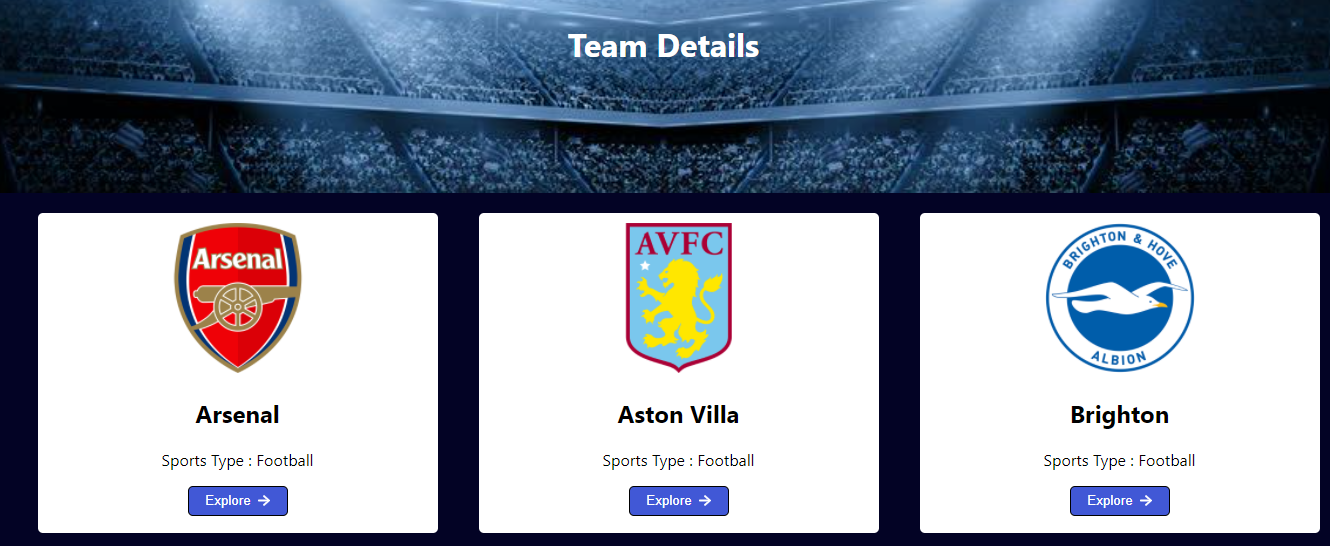 Team Details
Arsenal
AVFC
BRIGHTON & HOVE
ALBION
Arsenal
Aston Villa
Brighton
Sports Type : Football
Sports Type : Football
Sports Type : Football
Explore →
Explore →
Explore →